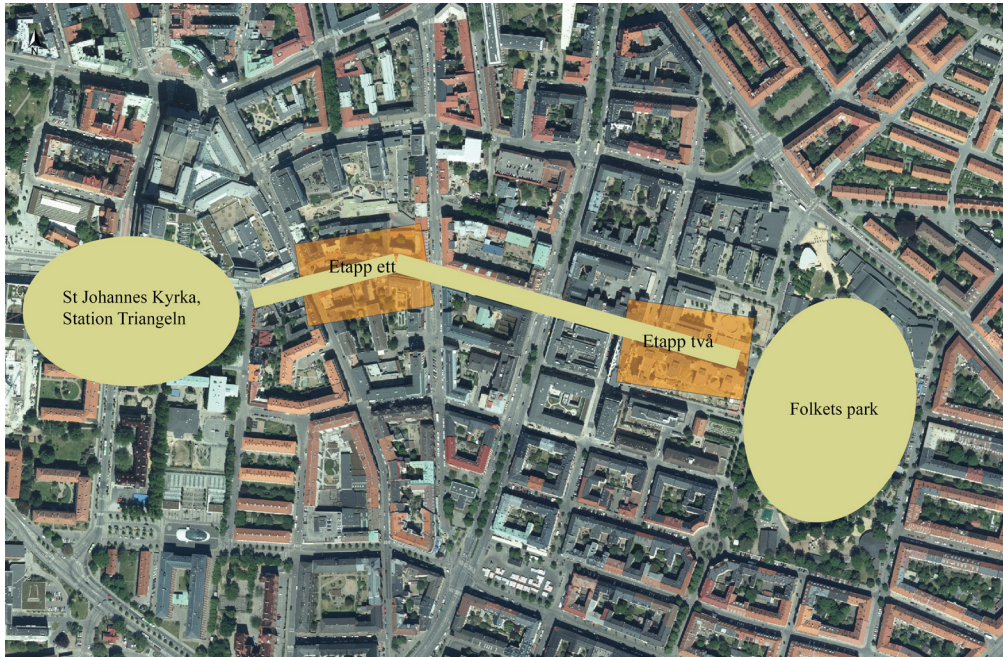 N
Etapp ett
St Johannes Kyrka,
Station Triangeln
Etapp två
Folkets park